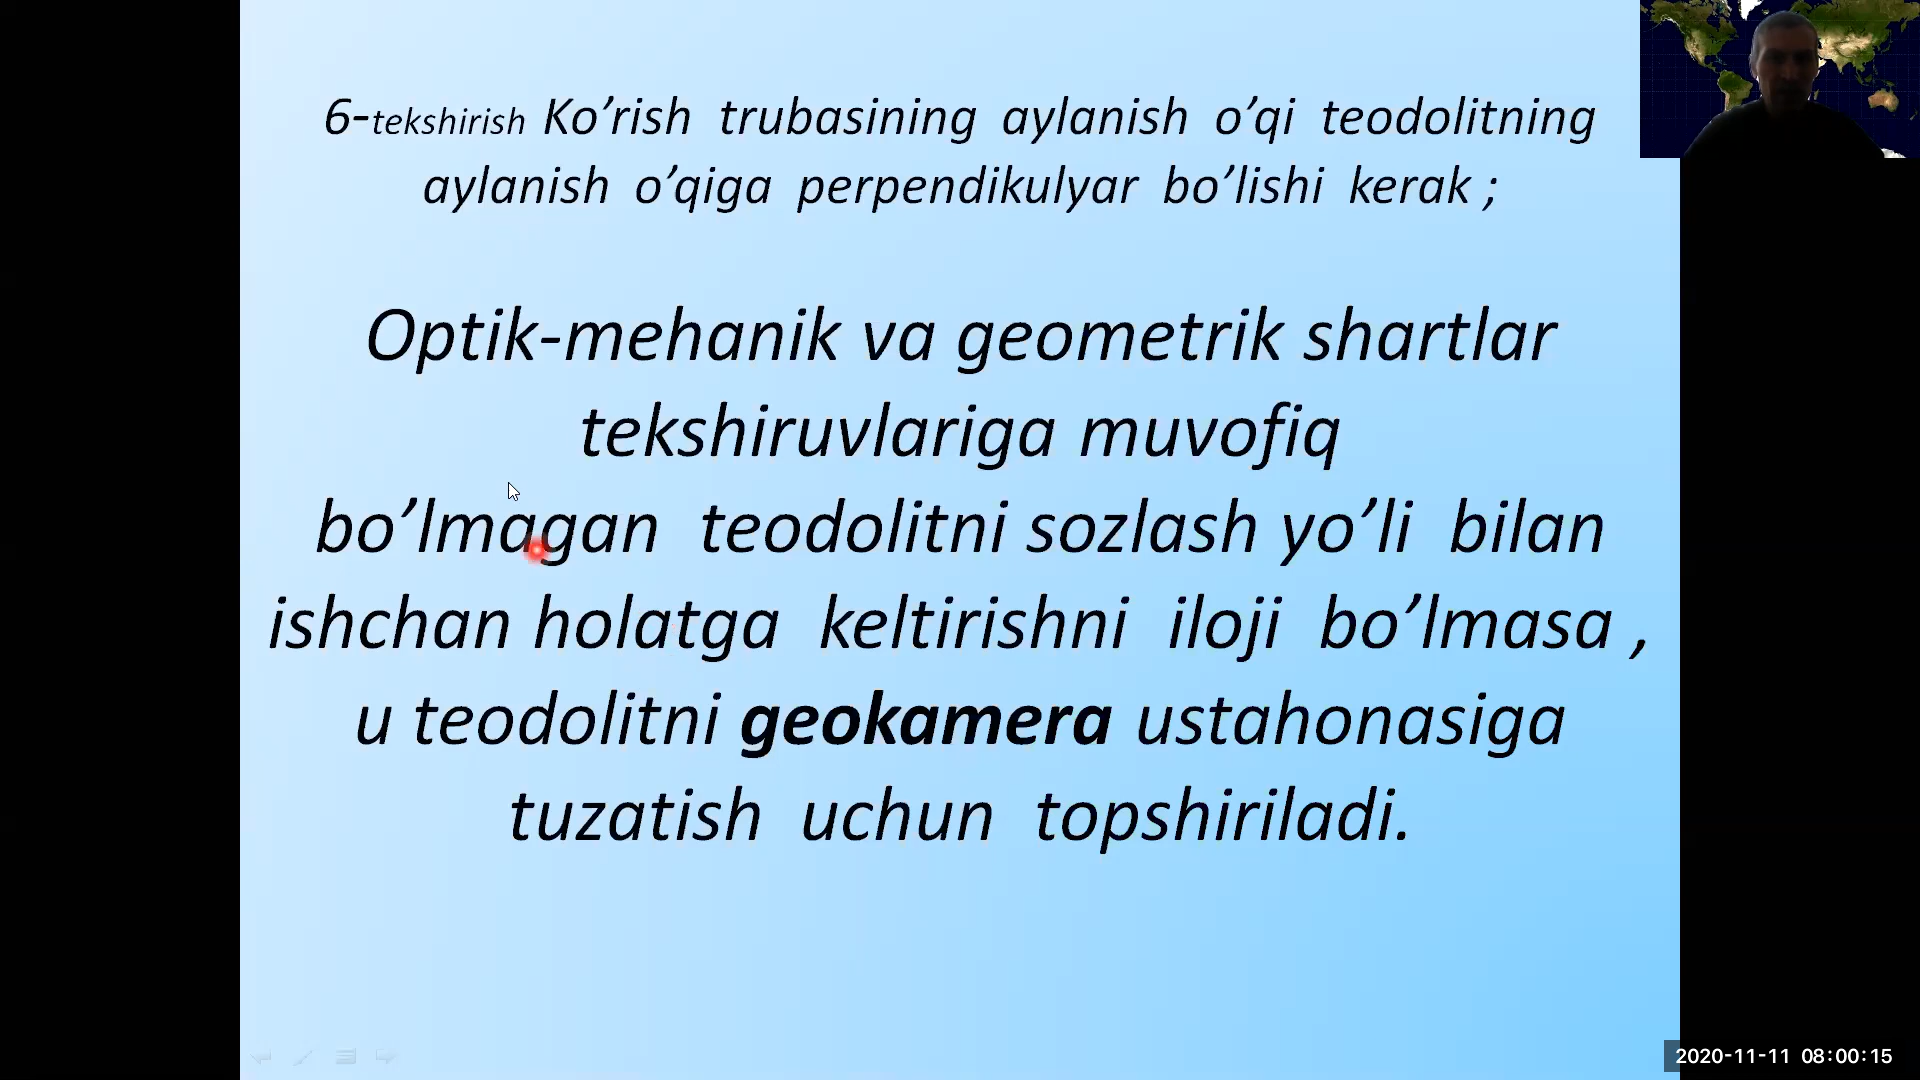 6-tekshirish Ko’rish trubasining aylanish o’qi teodolitning
aylanish o’qiga perpendikulyar bo’lishi kerak ;
Optik-mehanik va geometrik shartlar
tekshiruvlariga muvofiq
bo’lmagan teodolitni sozlash yo’li bilan
ishchan holatga keltirishni iloji bo’lmasa ,
u teodolitni geokamera ustahonasiga
tuzatish uchun topshiriladi.
2020-11-11 08:00:15